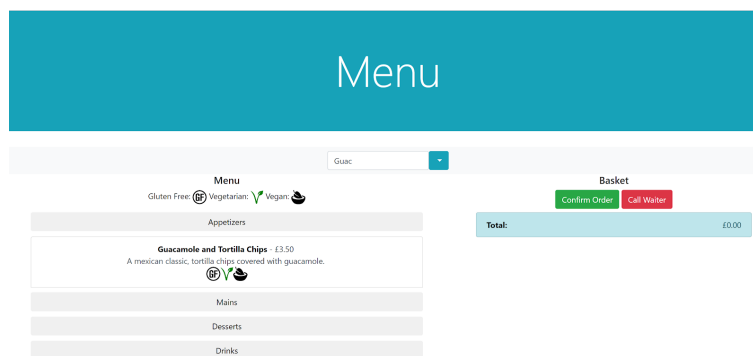 Menu
Guac
Menu
Gluten Free: GF Vegetarian: Vegan:
Appetizers
Guacamole and Tortilla Chips - £3.50
A mexican classic, tortilla chips covered with guacamole.
GF
Mains
Desserts
Drinks
Basket
Confirm Order Call Waiter
Total: £0.00